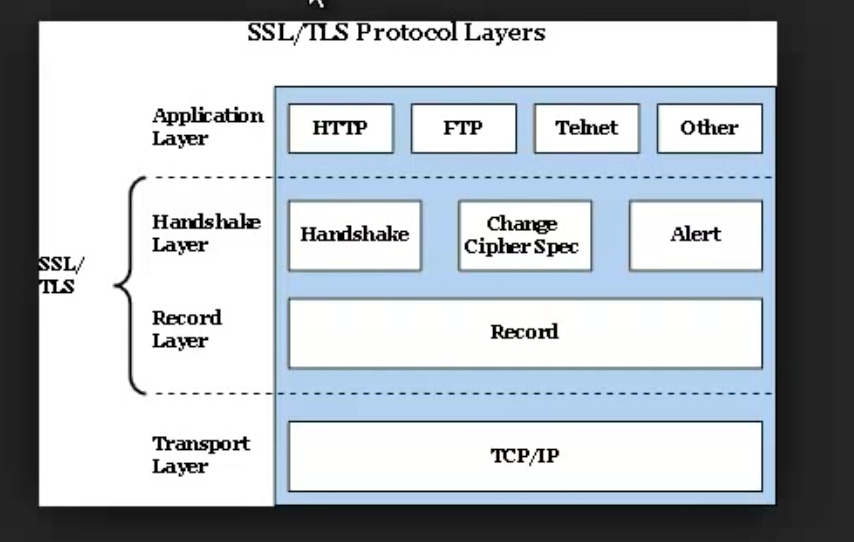 SSL/TLS Protocol Layers
Application
Layer
HTTP
FTP
Telnet
Other
SSL/
TLS
Handshake
Layer
Handshake
Change
Cipher Spec
Alert
Record
Layer
Record
Transport
Layer
TCP/IP